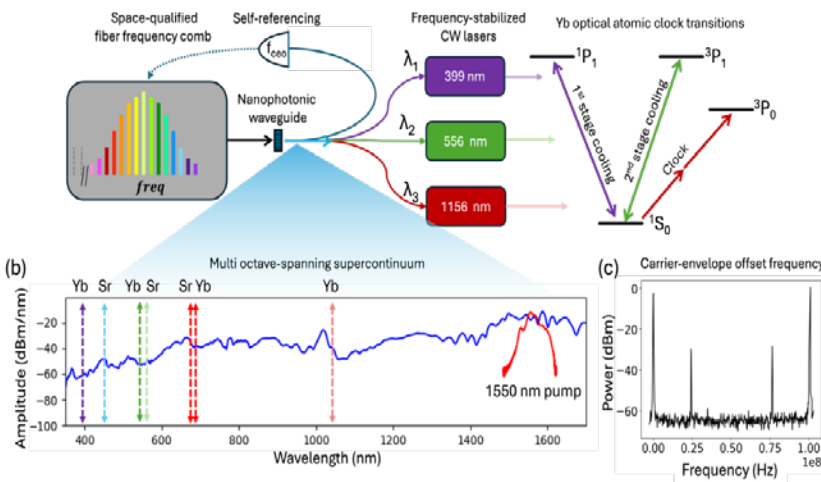 Space-qualified
fiber frequency comb
Self-referencing
f_ceo
Frequency-stabilized
CW lasers
Yb optical atomic clock transitions
Nanophotonic
waveguide
freq
λ1
399 nm
λ2
556 nm
λ3
1156 nm
¹P₁
³P₁
³P₀
1st stage cooling
2nd stage cooling
Clock
¹S₀
(b)
Multi octave-spanning supercontinuum
Yb Sr Yb Sr Sr Yb Yb
Amplitude (dBm/nm)
−20
−40
−60
−80
−100
1550 nm pump
400 600 800 1000 1200 1400 1600
Wavelength (nm)
(c) Carrier-envelope offset frequency
Power (dBm)
0
−20
−40
−60
0.00 0.25 0.50 0.75 1.00
1e8
Frequency (Hz)